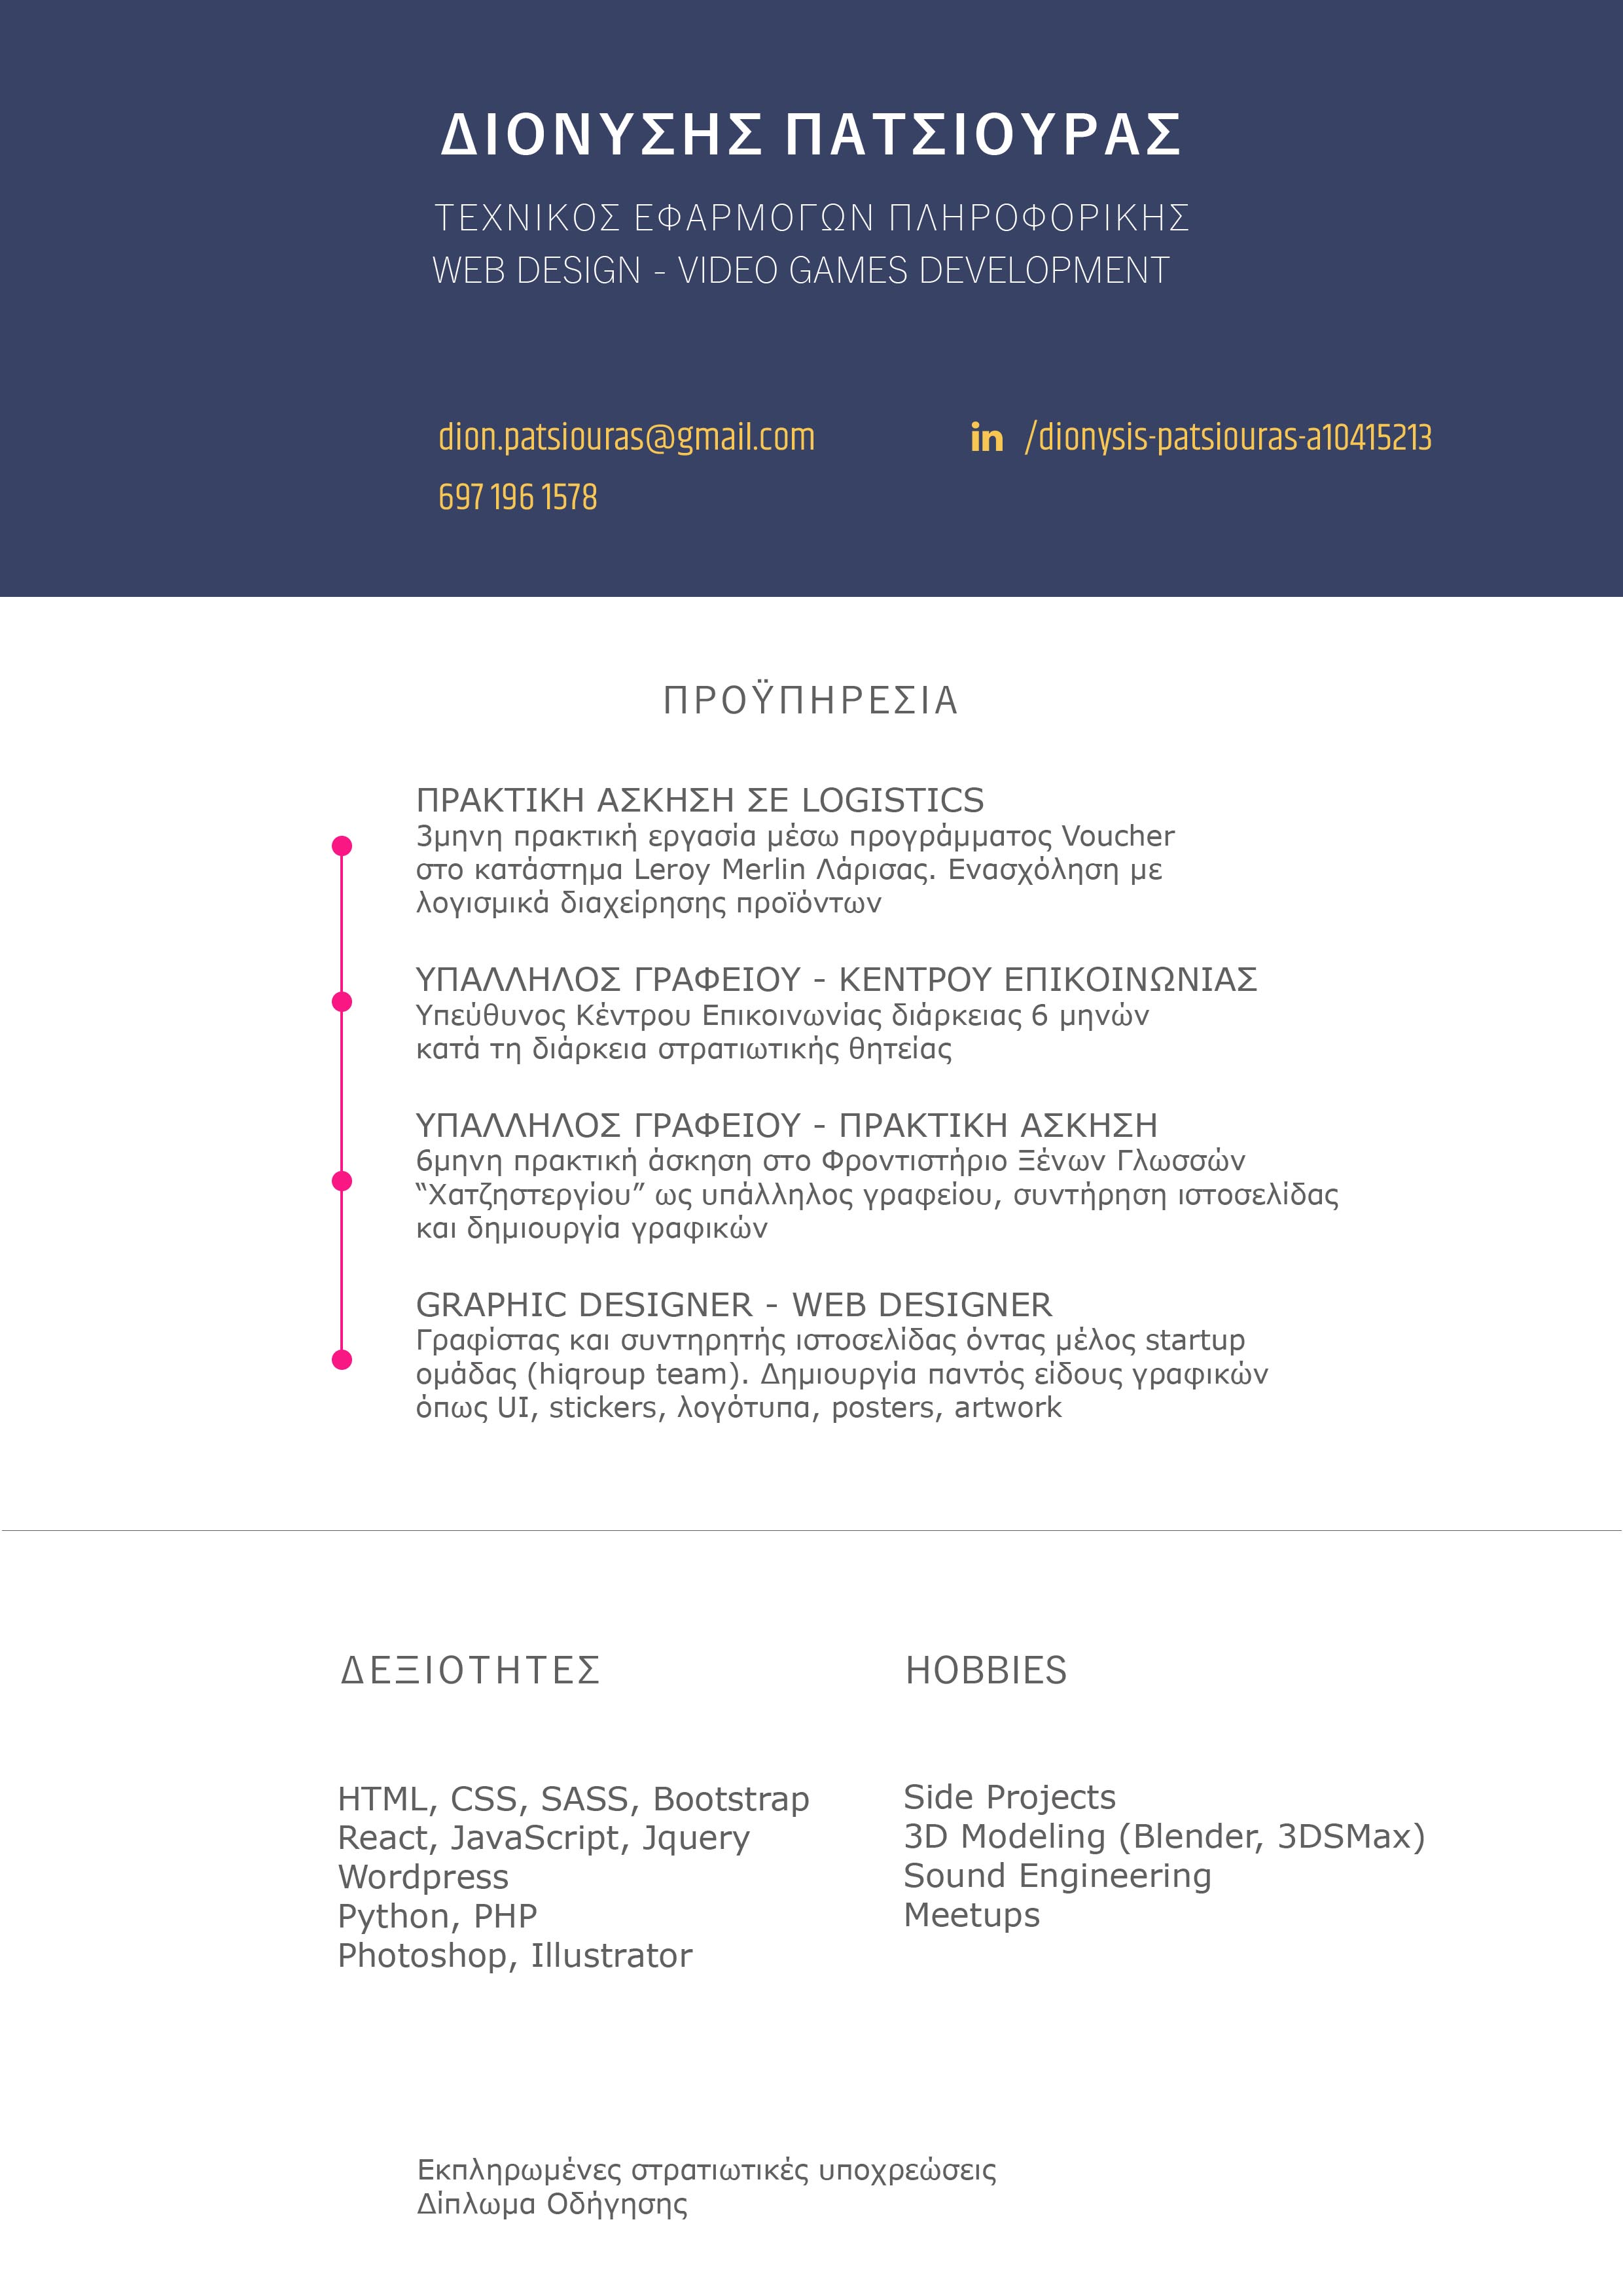 ΔΙΟΝΥΣΗΣ ΠΑΤΣΙΟΥΡΑΣ
ΤΕΧΝΙΚΟΣ ΕΦΑΡΜΟΓΩΝ ΠΛΗΡΟΦΟΡΙΚΗΣ
WEB DESIGN - VIDEO GAMES DEVELOPMENT
dion.patsiouras@gmail.com
in /dionysis-patsiouras-a10415213
697 196 1578
ΠΡΟΫΠΗΡΕΣΙΑ
ΠΡΑΚΤΙΚΗ ΑΣΚΗΣΗ ΣΕ LOGISTICS
3μηνη πρακτική εργασία μέσω προγράμματος Voucher
στο κατάστημα Leroy Merlin Λάρισας. Ενασχόληση με
λογισμικά διαχείρησης προϊόντων
ΥΠΑΛΛΗΛΟΣ ΓΡΑΦΕΙΟΥ - ΚΕΝΤΡΟΥ ΕΠΙΚΟΙΝΩΝΙΑΣ
Υπεύθυνος Κέντρου Επικοινωνίας διάρκειας 6 μηνών
κατά τη διάρκεια στρατιωτικής θητείας
ΥΠΑΛΛΗΛΟΣ ΓΡΑΦΕΙΟΥ - ΠΡΑΚΤΙΚΗ ΑΣΚΗΣΗ
6μηνη πρακτική άσκηση στο Φροντιστήριο Ξένων Γλωσσών
“Χατζηστεργίου” ως υπάλληλος γραφείου, συντήρηση ιστοσελίδας
και δημιουργία γραφικών
GRAPHIC DESIGNER - WEB DESIGNER
Γραφίστας και συντηρητής ιστοσελίδας όντας μέλος startup
ομάδας (hiqroup team). Δημιουργία παντός είδους γραφικών
όπως UI, stickers, λογότυπα, posters, artwork
ΔΕΞΙΟΤΗΤΕΣ
HTML, CSS, SASS, Bootstrap
React, JavaScript, Jquery
Wordpress
Python, PHP
Photoshop, Illustrator
HOBBIES
Side Projects
3D Modeling (Blender, 3DSMax)
Sound Engineering
Meetups
Εκπληρωμένες στρατιωτικές υποχρεώσεις
Δίπλωμα Οδήγησης